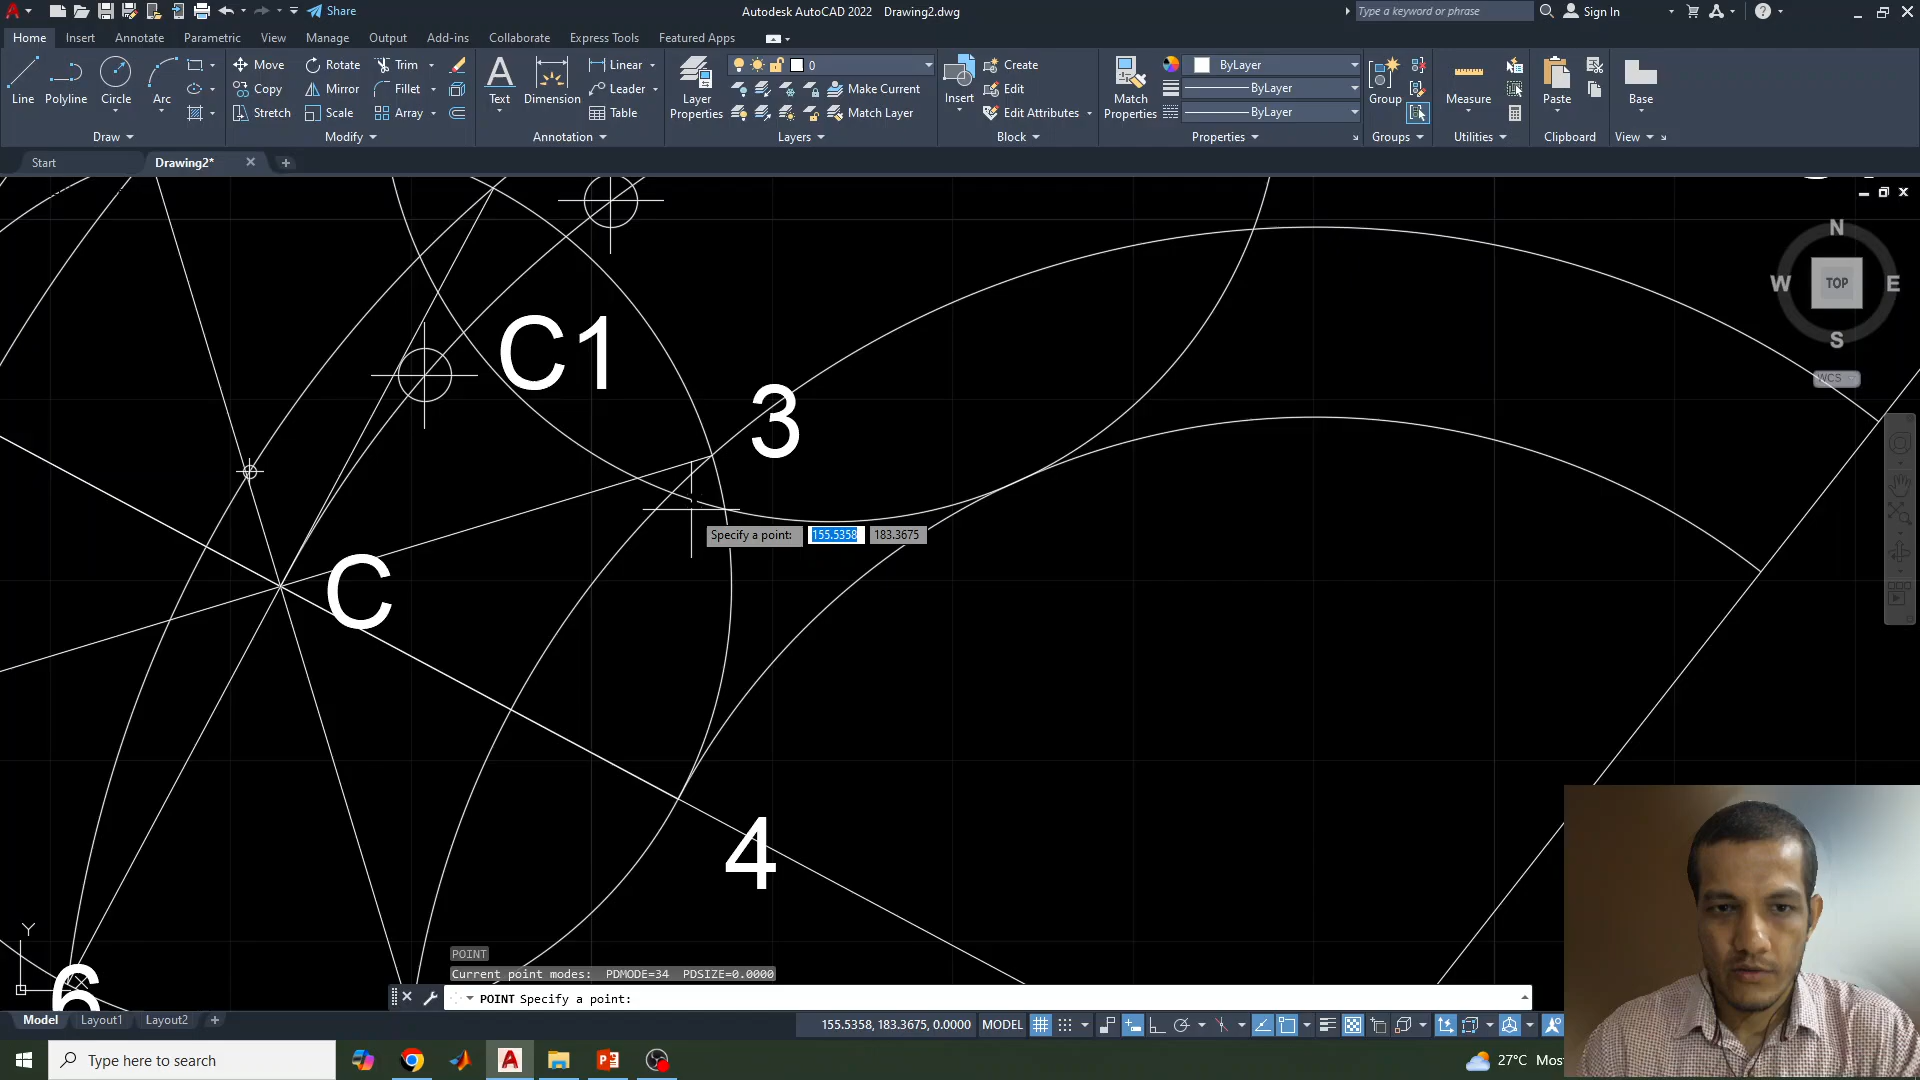 Share
Autodesk AutoCAD 2022 Drawing2.dwg
Type a keyword or phrase
Sign In
Home Insert Annotate Parametric View Manage Output Add-ins Collaborate Express Tools Featured Apps
Line Polyline Circle Arc
Move Rotate Trim
Copy Mirror Fillet
Stretch Scale Array
Text Dimension
Linear
Leader
Table
Layer Properties
0
Make Current
Match Layer
Insert
Create
Edit
Edit Attributes
Match Properties
ByLayer
ByLayer
ByLayer
Group
Measure
Paste
Base
Draw Modify Annotation Layers Block Properties Groups Utilities Clipboard View
Start Drawing2*
N
W TOP E
S
WCS
C1
3
Specify a point: 155.5358 183.3675
C
4
6
Y
X
POINT
Current point modes: PDMODE=34 PDSIZE=0.0000
POINT Specify a point:
Model Layout1 Layout2
155.5358, 183.3675, 0.0000 MODEL
Type here to search
27°C